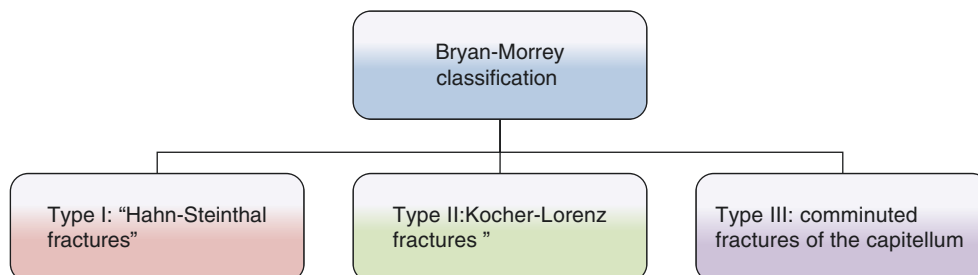 Bryan-Morrey
classification
Type I: “Hahn-Steinthal
fractures”
Type II:Kocher-Lorenz
fractures ”
Type III: comminuted
fractures of the capitellum